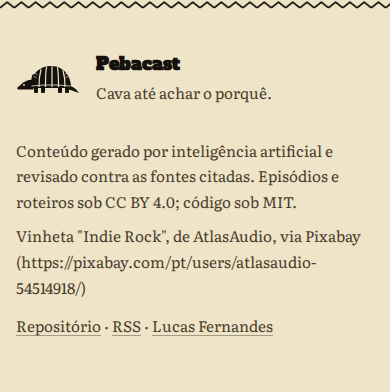 Pebacast
Cava até achar o porquê.
Conteúdo gerado por inteligência artificial e
revisado contra as fontes citadas. Episódios e
roteiros sob CC BY 4.0; código sob MIT.
Vinheta "Indie Rock", de AtlasAudio, via Pixabay
(https://pixabay.com/pt/users/atlasaudio-
54514918/)
Repositório · RSS · Lucas Fernandes